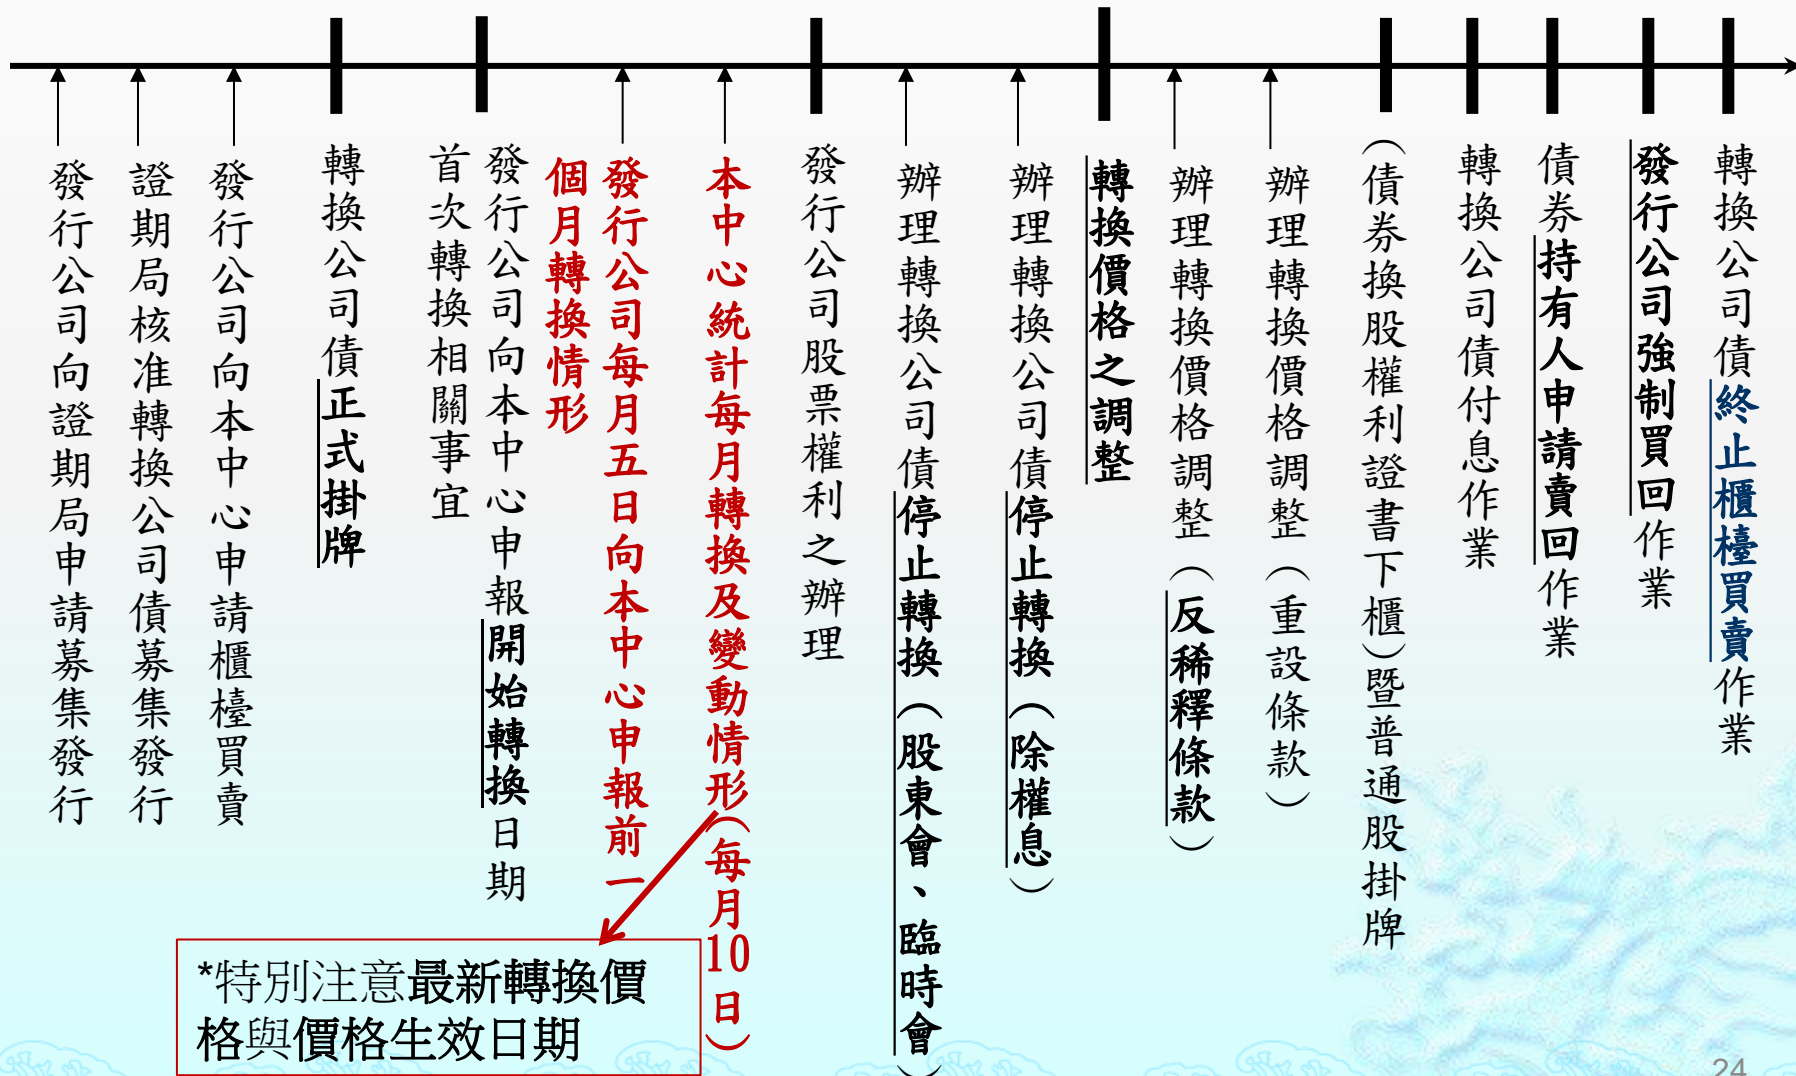 發行公司向證期局申請募集發行
證期局核准轉換公司債募集發行
發行公司向本中心申請櫃檯買賣
轉換公司債正式掛牌
發行公司向本中心申報開始轉換日期
首次轉換相關事宜
發行公司每月五日向本中心申報前一
個月轉換情形
本中心統計每月轉換及變動情形（每月10日）
發行公司股票權利之辦理
辦理轉換公司債停止轉換（股東會、臨時會）
辦理轉換公司債停止轉換（除權息）
轉換價格之調整
辦理轉換價格調整（反稀釋條款）
辦理轉換價格調整（重設條款）
（債券換股權利證書下櫃）暨普通股掛牌
轉換公司債付息作業
債券持有人申請賣回作業
發行公司強制買回作業
轉換公司債終止櫃檯買賣作業
*特別注意最新轉換價
格與價格生效日期
24